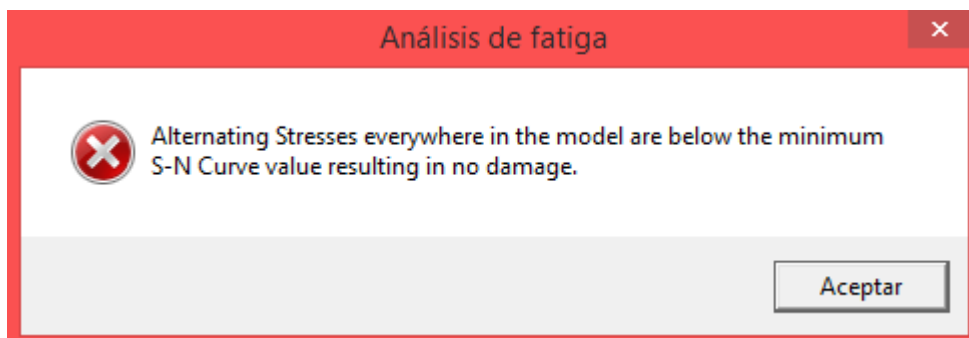 Análisis de fatiga
Alternating Stresses everywhere in the model are below the minimum
S-N Curve value resulting in no damage.
Aceptar